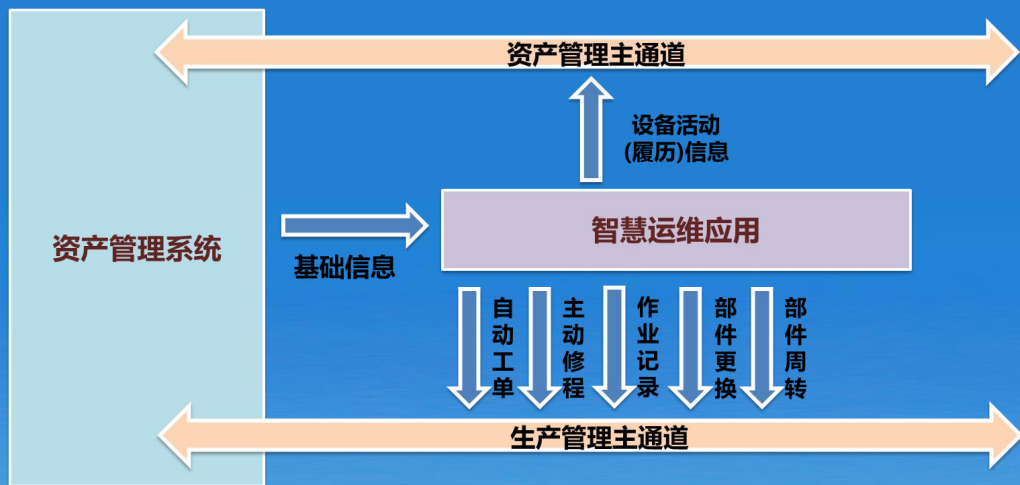 资产管理主通道
设备活动
(履历)信息
资产管理系统
智慧运维应用
基础信息
自动工单
主动修程
作业记录
部件更换
部件周转
生产管理主通道